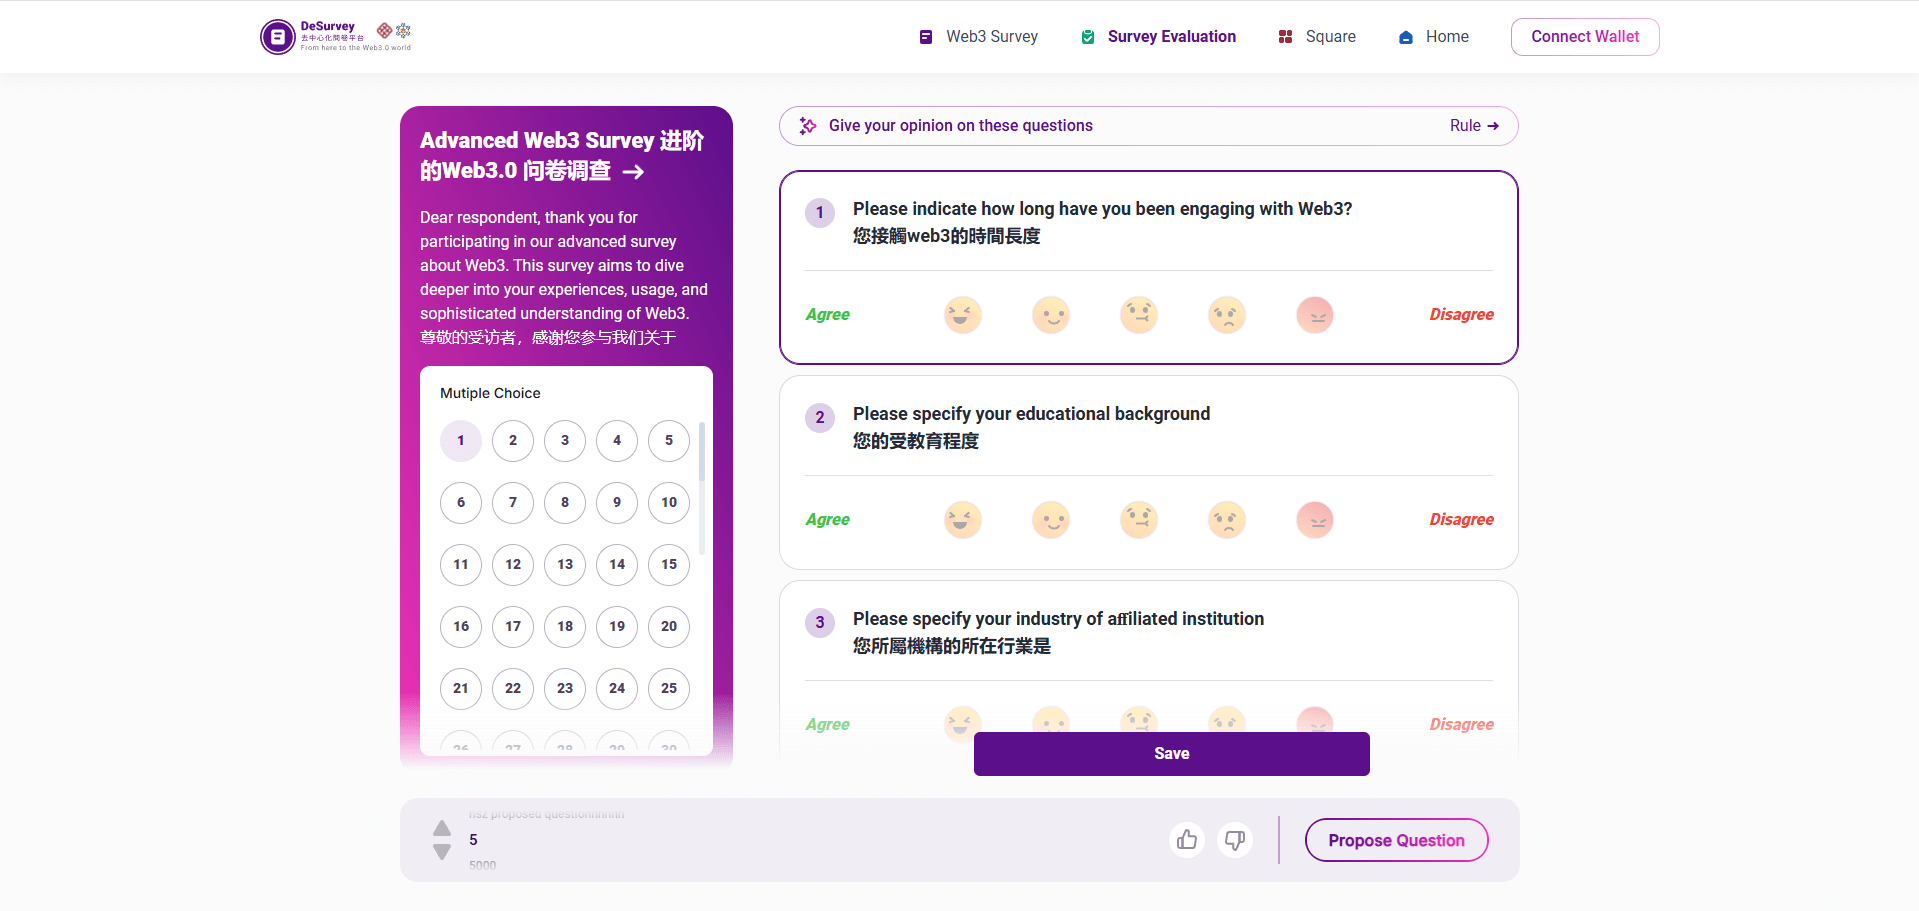 DeSurvey
去中心化問卷平台
From here to the Web3.0 world
Web3 Survey
Survey Evaluation
Square
Home
Connect Wallet
Advanced Web3 Survey 进阶
的Web3.0 问卷调查 →
Dear respondent, thank you for
participating in our advanced survey
about Web3. This survey aims to dive
deeper into your experiences, usage, and
sophisticated understanding of Web3.
尊敬的受访者，感谢您参与我们关于
Mutiple Choice
1 2 3 4 5
6 7 8 9 10
11 12 13 14 15
16 17 18 19 20
21 22 23 24 25
26 27 28 29 30
Give your opinion on these questions
Rule →
1 Please indicate how long have you been engaging with Web3?
您接觸web3的時間長度
Agree Disagree
2 Please specify your educational background
您的受教育程度
Agree Disagree
3 Please specify your industry of affiliated institution
您所屬機構的所在行業是
Agree Disagree
Save
proposed
5
5000
Propose Question